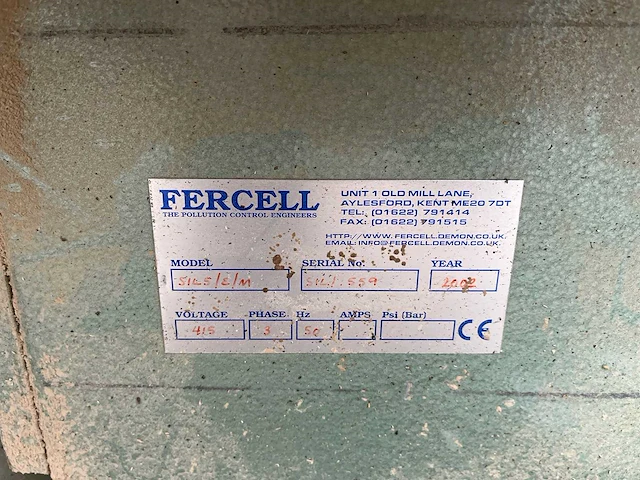 FERCELL
THE POLLUTION CONTROL ENGINEERS
UNIT 1 OLD MILL LANE,
AYLESFORD, KENT ME20 7DT
TEL: (01622) 791414
FAX: (01622) 791515
HTTP://WWW.FERCELL.DEMON.CO.UK
EMAIL: INFO@FERCELL.DEMON.CO.UK
MODEL SERIAL No. YEAR
559
VOLTAGE PHASE Hz AMPS Psi (Bar)
415 3 50 CE